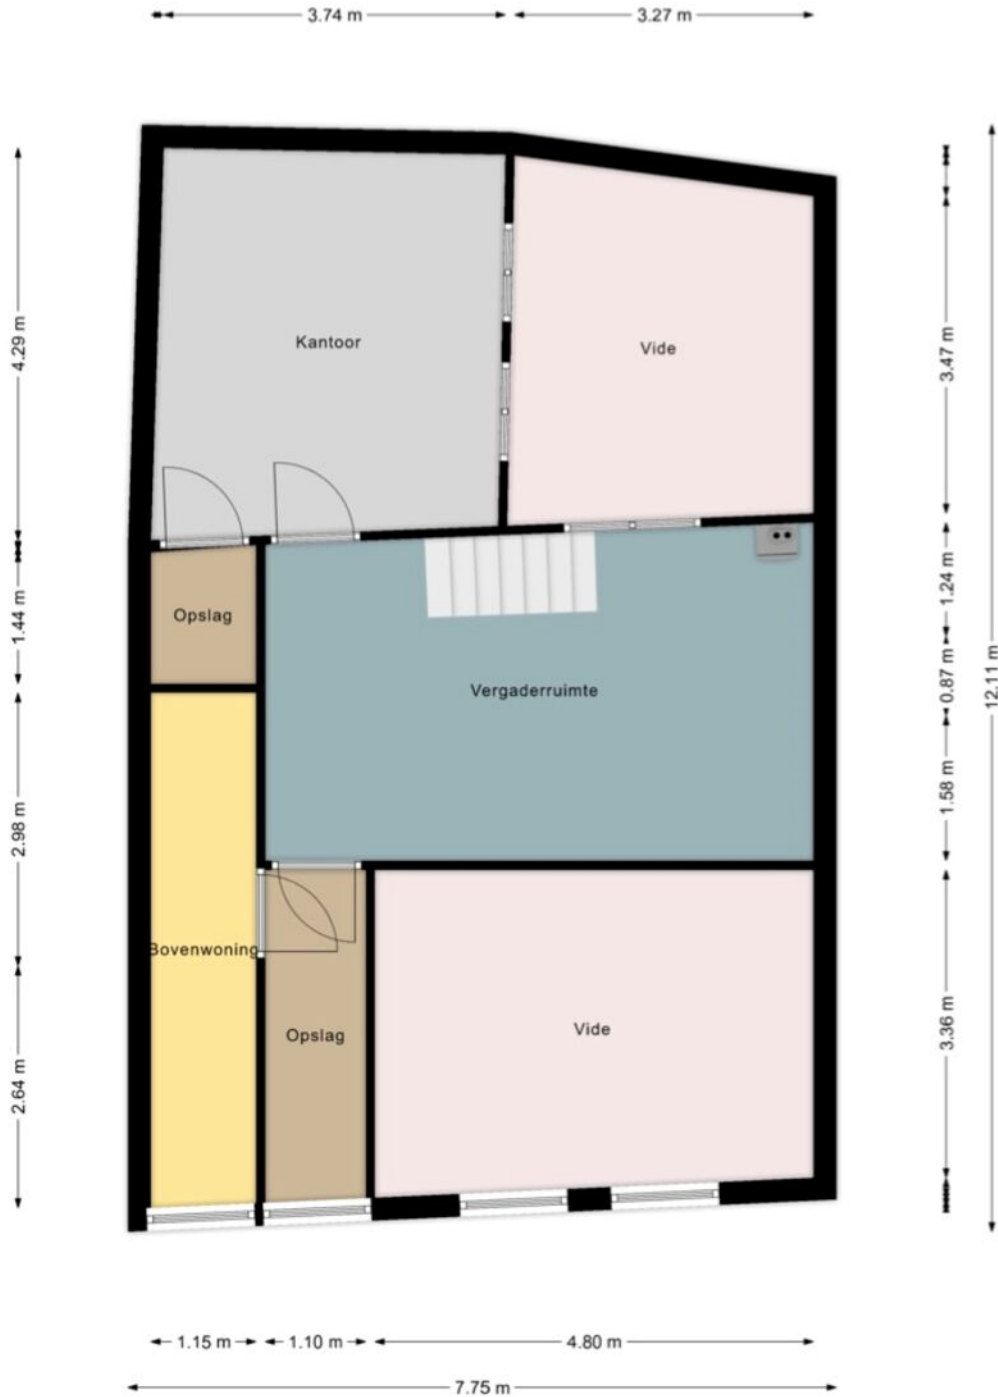 3.74 m
3.27 m
4.29 m
Kantoor
Vide
3.47 m
Opslag
1.44 m
1.24 m
Vergaderruimte
0.87 m
12.11 m
1.58 m
2.98 m
Bovenwoning
Opslag
Vide
3.36 m
2.64 m
1.15 m
1.10 m
4.80 m
7.75 m